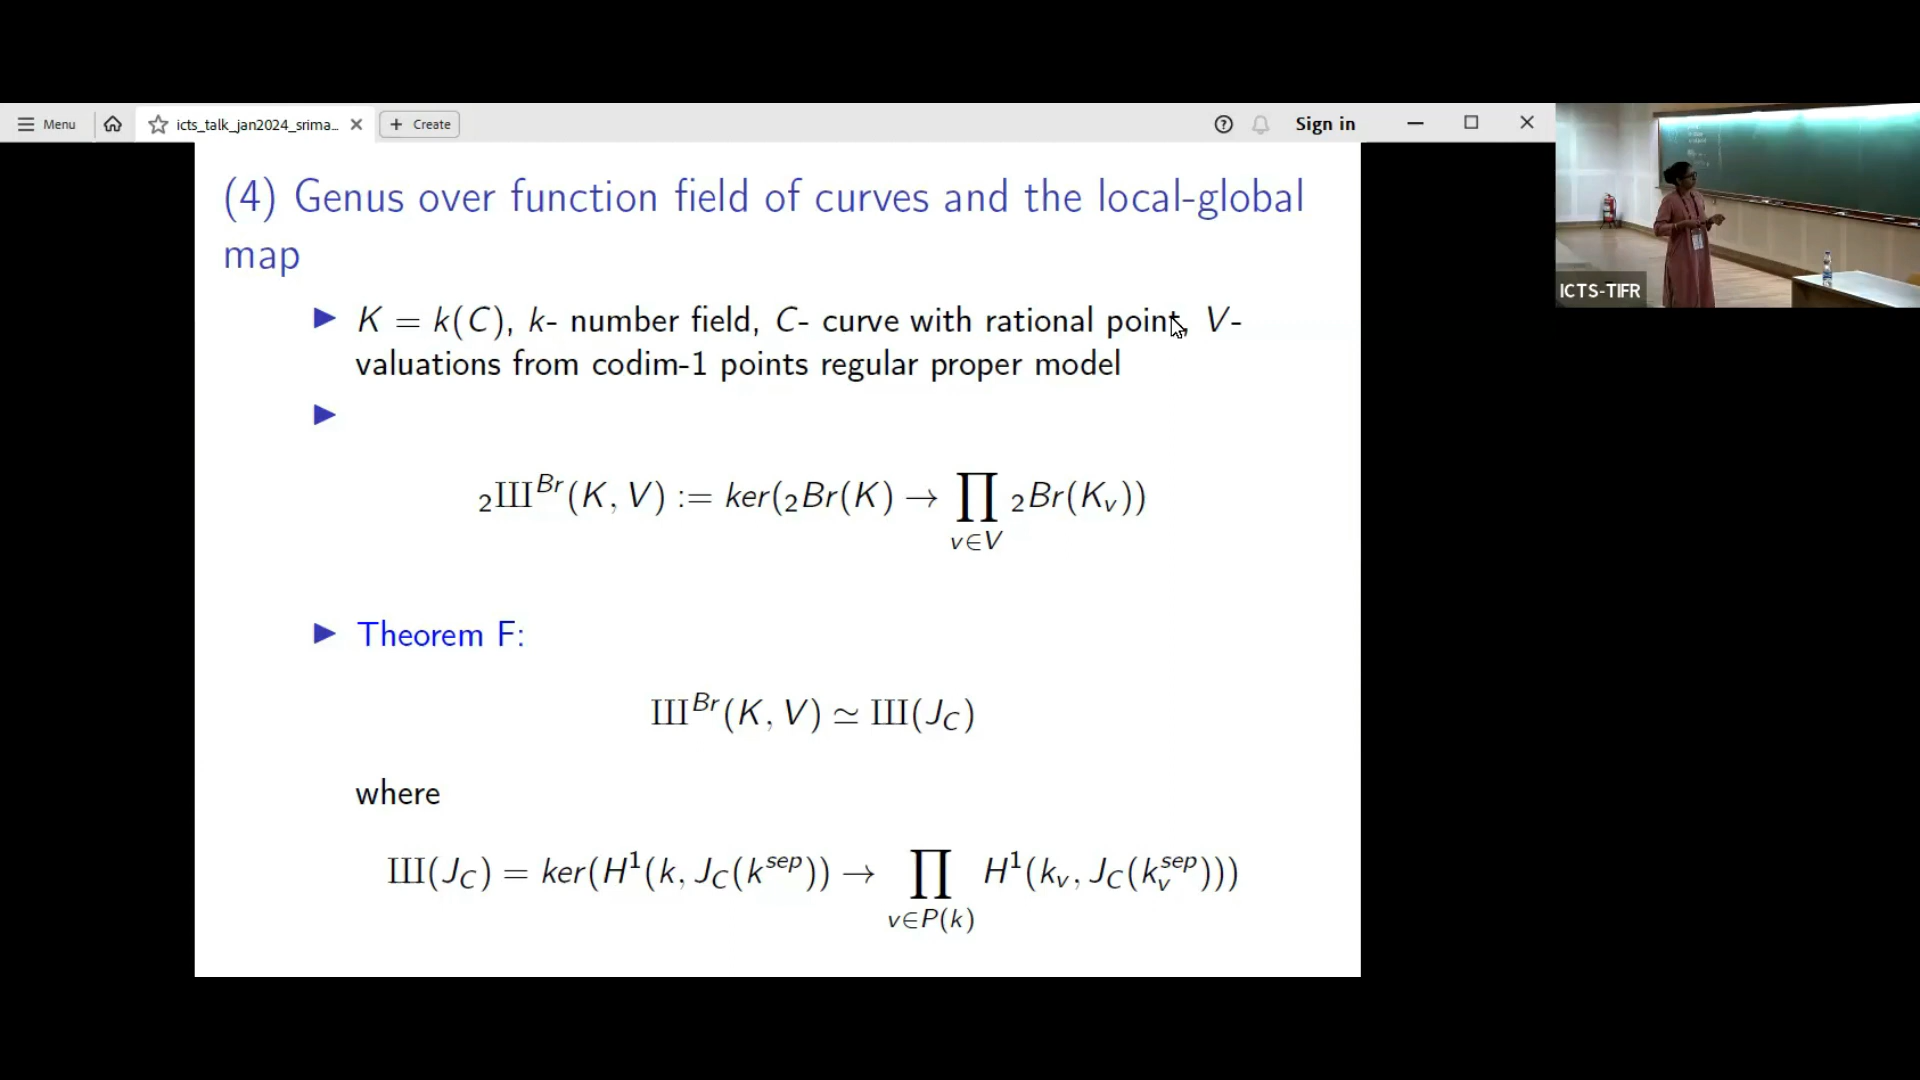 Menu
icts_talk_jan2024_srima...
Create
Sign in
ICTS-TIFR
(4) Genus over function field of curves and the local-global
map
K = k(C), k- number field, C- curve with rational point, V-
valuations from codim-1 points regular proper model
₂Ш^{Br}(K, V) := ker(₂Br(K) → ∏_{v∈V} ₂Br(K_v))
Theorem F:
Ш^{Br}(K, V) ≃ Ш(J_C)
where
Ш(J_C) = ker(H¹(k, J_C(k^{sep})) → ∏_{v∈P(k)} H¹(k_v, J_C(k_v^{sep})))